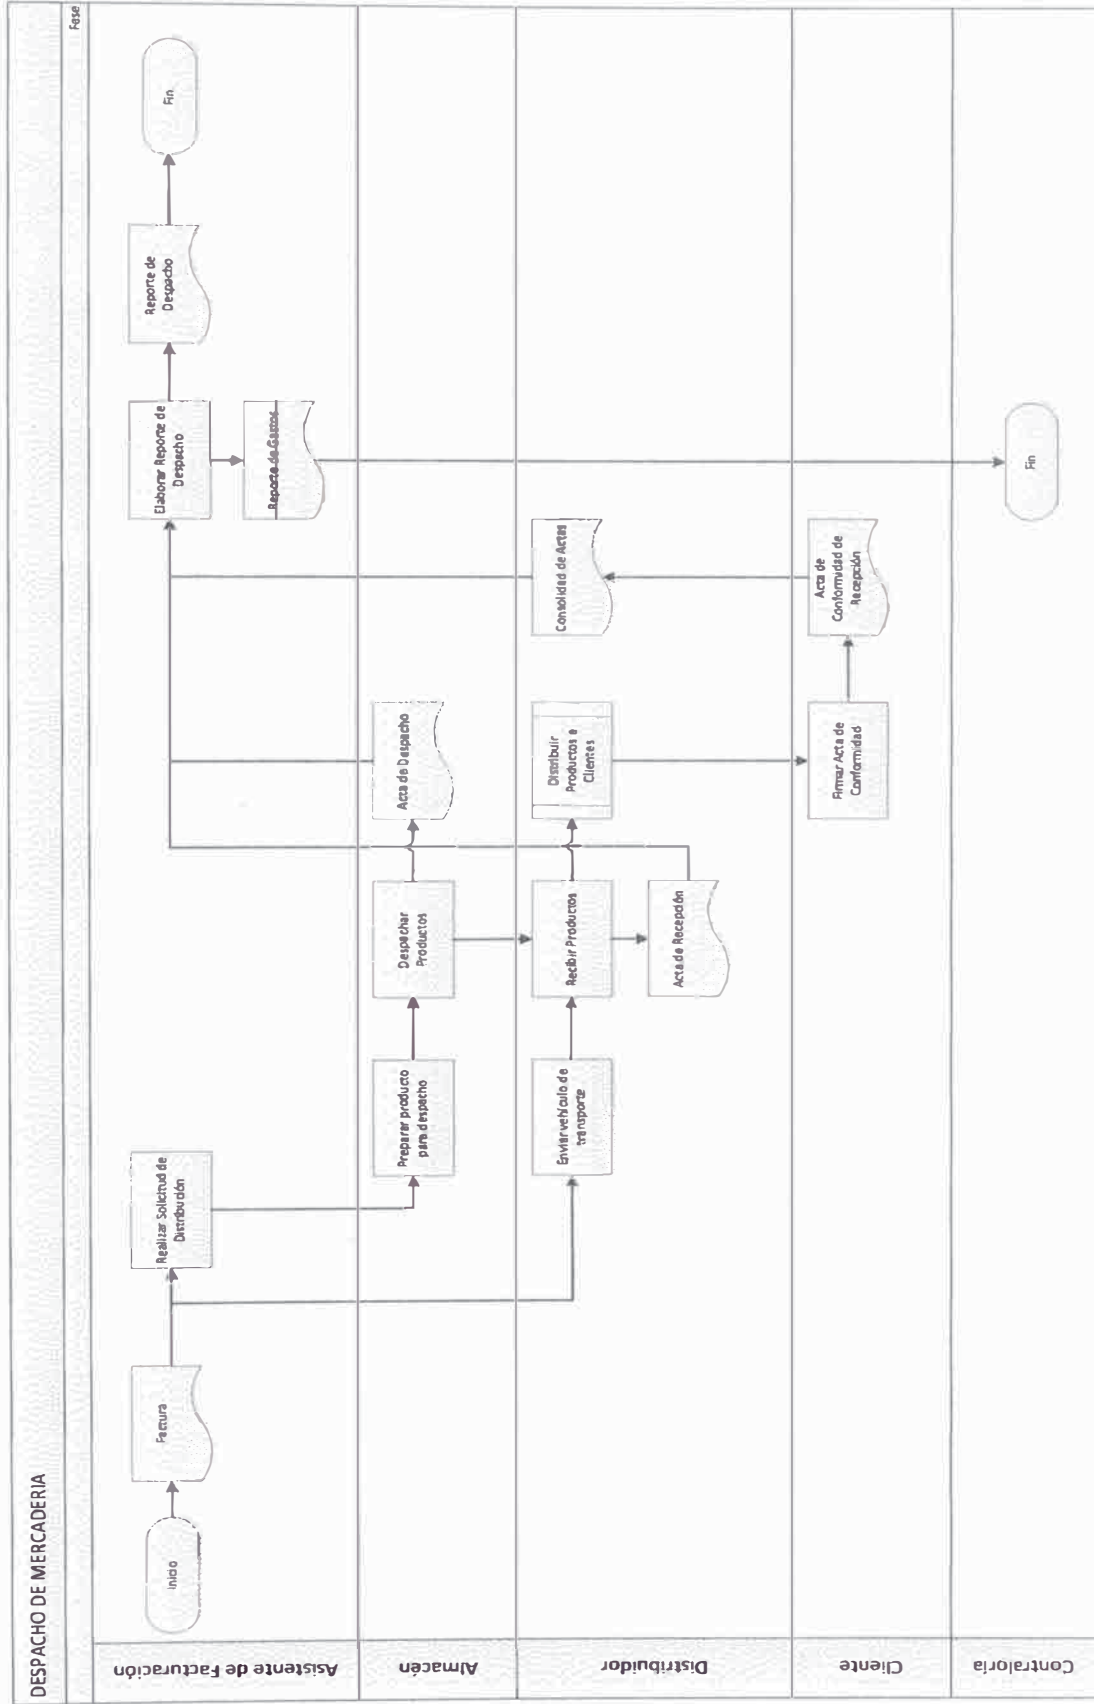 DESPACHO DE MERCADERIA
Fase
Asistente de Facturación
Inicio
Factura
Realizar Solicitud de
Distribución
Elaborar Reporte de
Despacho
Reporte de
Despacho
Fin
Reporte de Gastos
Almacén
Preparar producto
para despacho
Despachar
Productos
Acta de Despacho
Distribuidor
Enviar vehículo de
transporte
Recibir Productos
Distribuir
Productos a
Clientes
Consolidad de Actas
Acta de Recepción
Cliente
Firmar Acta de
Conformidad
Acta de
Conformidad de
Recepción
Contraloría
Fin